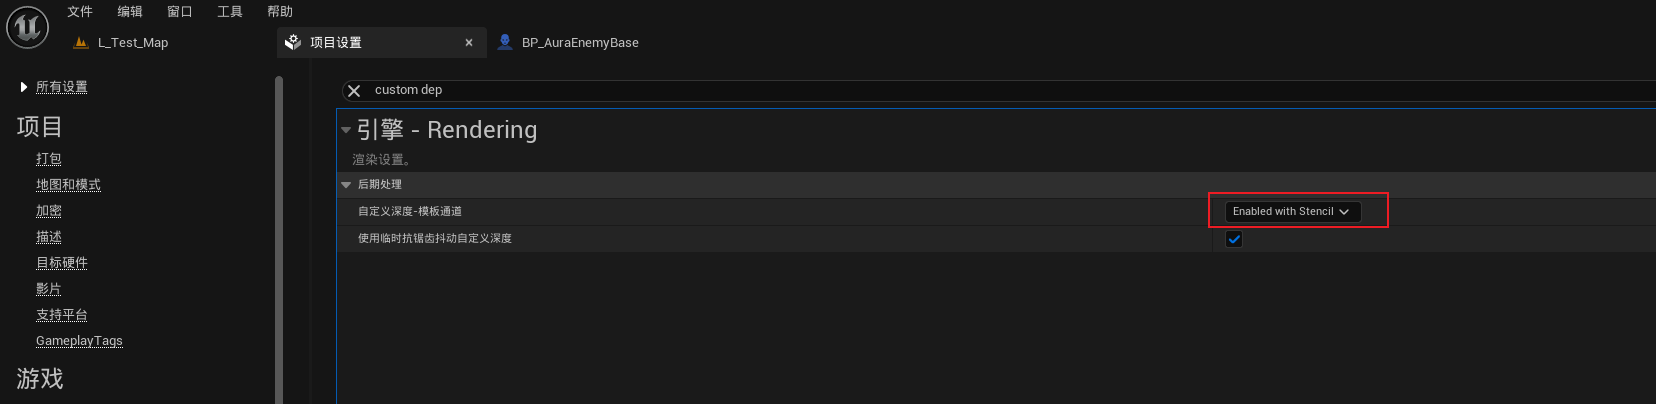 文件 编辑 窗口 工具 帮助
L_Test_Map 项目设置 × BP_AuraEnemyBase
所有设置
项目
打包
地图和模式
加密
描述
目标硬件
影片
支持平台
GameplayTags
游戏
custom dep
引擎 - Rendering
渲染设置。
后期处理
自定义深度-模板通道 Enabled with Stencil
使用临时抗锯齿抖动自定义深度